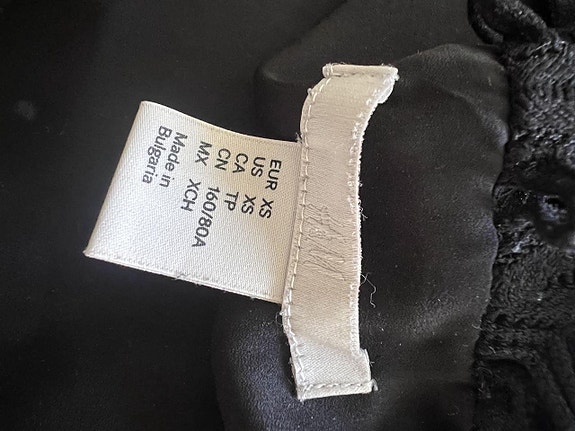 H&M
EUR XS
US XS
CA TP
CN 160/80A
MX XCH
Made in
Bulgaria